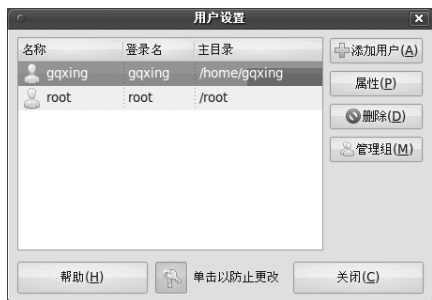 用户设置
名称 登录名 主目录
gqxing gqxing /home/gqxing
root root /root
添加用户(A)
属性(P)
删除(D)
管理组(M)
帮助(H) 单击以防止更改 关闭(C)